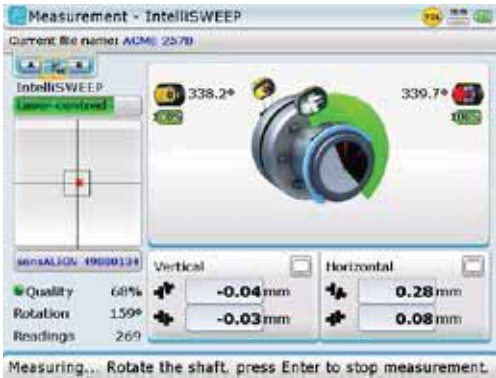 Measurement - IntelliSWEEP
Current file name: ACME 2570
IntelliSWEEP
Laser-centred
338.2°
339.7°
sensALIGN 49000134
Vertical
-0.04 mm
-0.03 mm
Horizontal
0.28 mm
0.08 mm
Quality 68%
Rotation 159°
Readings 269
Measuring... Rotate the shaft, press Enter to stop measurement.